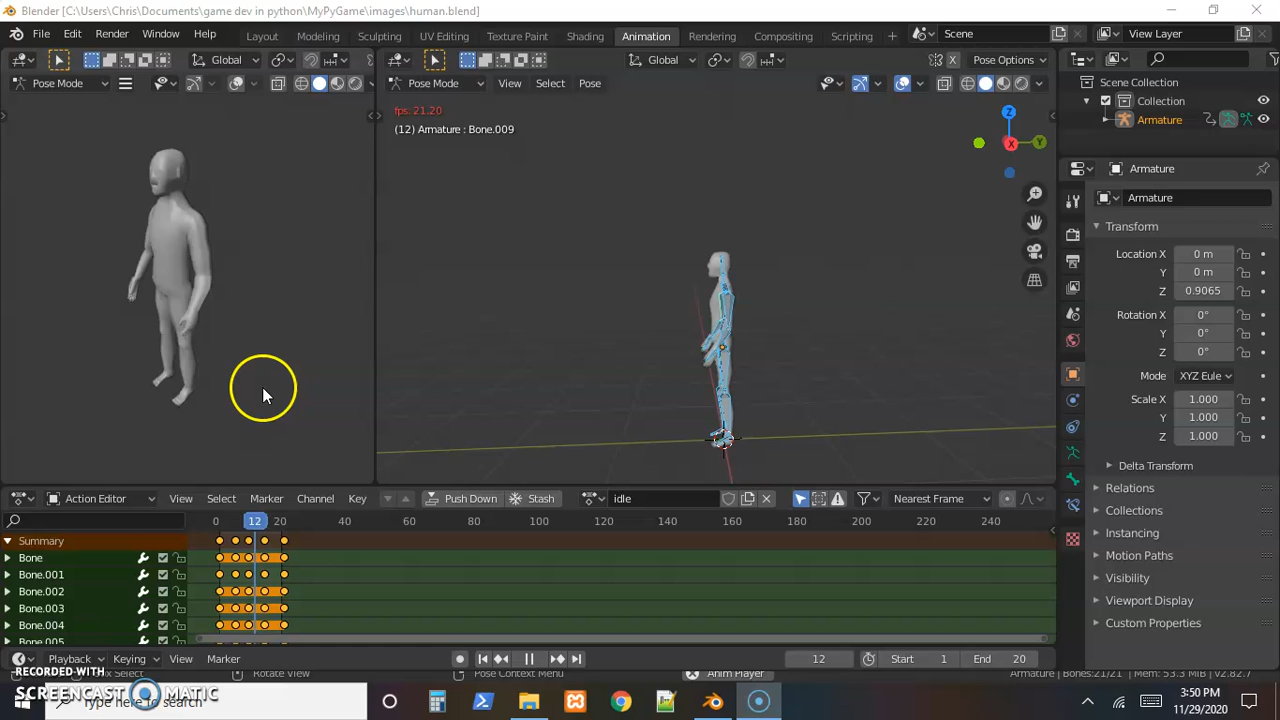 Blender [C:\Users\Chris\Documents\game dev in python\MyPyGame\images\human.blend]
File Edit Render Window Help Layout Modeling Sculpting UV Editing Texture Paint Shading Animation Rendering Compositing Scripting Scene View Layer
Global Global Pose Options
Pose Mode Pose Mode View Select Pose
Scene Collection
Collection
Armature
fps: 21.20
(12) Armature : Bone.009
Z
X
Y
Armature
Armature
Transform
Location X 0 m
Y 0 m
Z 0.9065
Rotation X 0°
Y 0°
Z 0°
Mode XYZ Eule
Scale X 1.000
Y 1.000
Z 1.000
Delta Transform
Relations
Collections
Instancing
Motion Paths
Visibility
Viewport Display
Custom Properties
Action Editor View Select Marker Channel Key Push Down Stash idle Nearest Frame
0 12 20 40 60 80 100 120 140 160 180 200 220 240
Summary
Bone
Bone.001
Bone.002
Bone.003
Bone.004
Bone.005
Playback Keying View Marker 12 Start 1 End 20
Select Rotate View Pose Context Menu Anim Player Armature | Bones:21/21 | Mem: 53.3 MiB | v2.82.7
RECORDED WITH
SCREENCAST MATIC
Type here to search
3:50 PM
11/29/2020